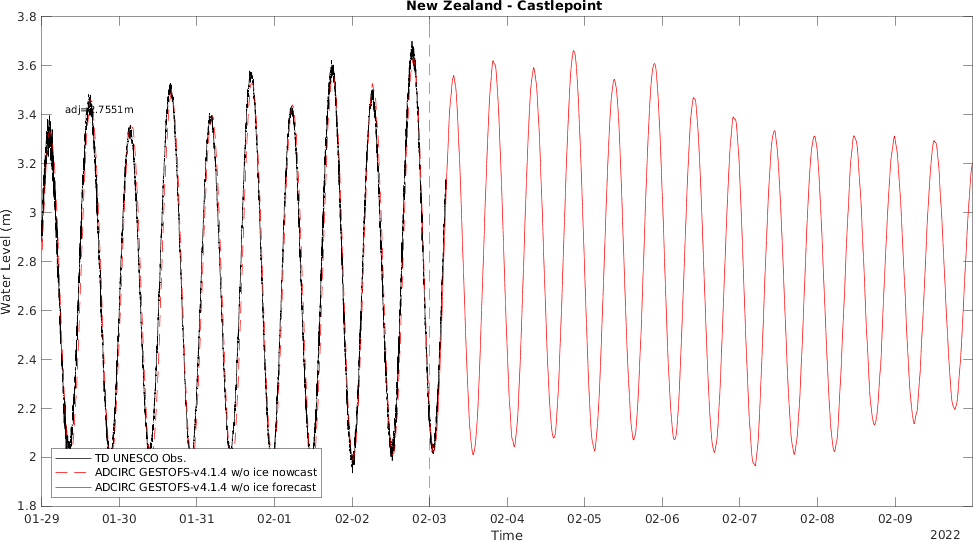 New Zealand - Castlepoint
3.8
3.6
3.4
3.2
3
2.8
2.6
2.4
2.2
2
1.8
Water Level (m)
adj=2.7551m
TD UNESCO Obs.
ADCIRC GESTOFS-v4.1.4 w/o ice nowcast
ADCIRC GESTOFS-v4.1.4 w/o ice forecast
01-29 01-30 01-31 02-01 02-02 02-03 02-04 02-05 02-06 02-07 02-08 02-09
Time
2022